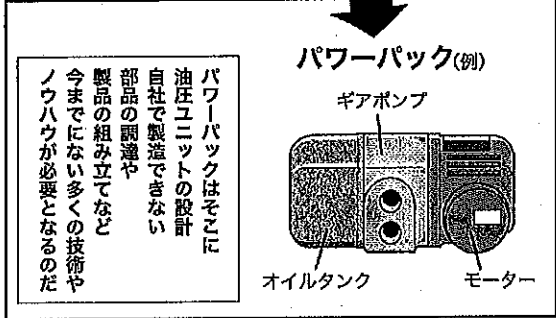 パワーパック(例)
ギアポンプ
オイルタンク
モーター
パワーパックはそこに
油圧ユニットの設計
自社で製造できない
部品の調達や
製品の組み立てなど
今までにない多くの技術や
ノウハウが必要となるのだ